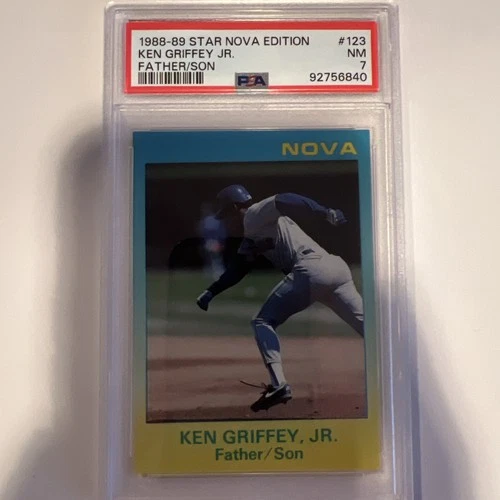 1988-89 STAR NOVA EDITION #123
KEN GRIFFEY JR. NM
FATHER/SON 7
PSA 92756840
NOVA
KEN GRIFFEY, JR.
Father/Son